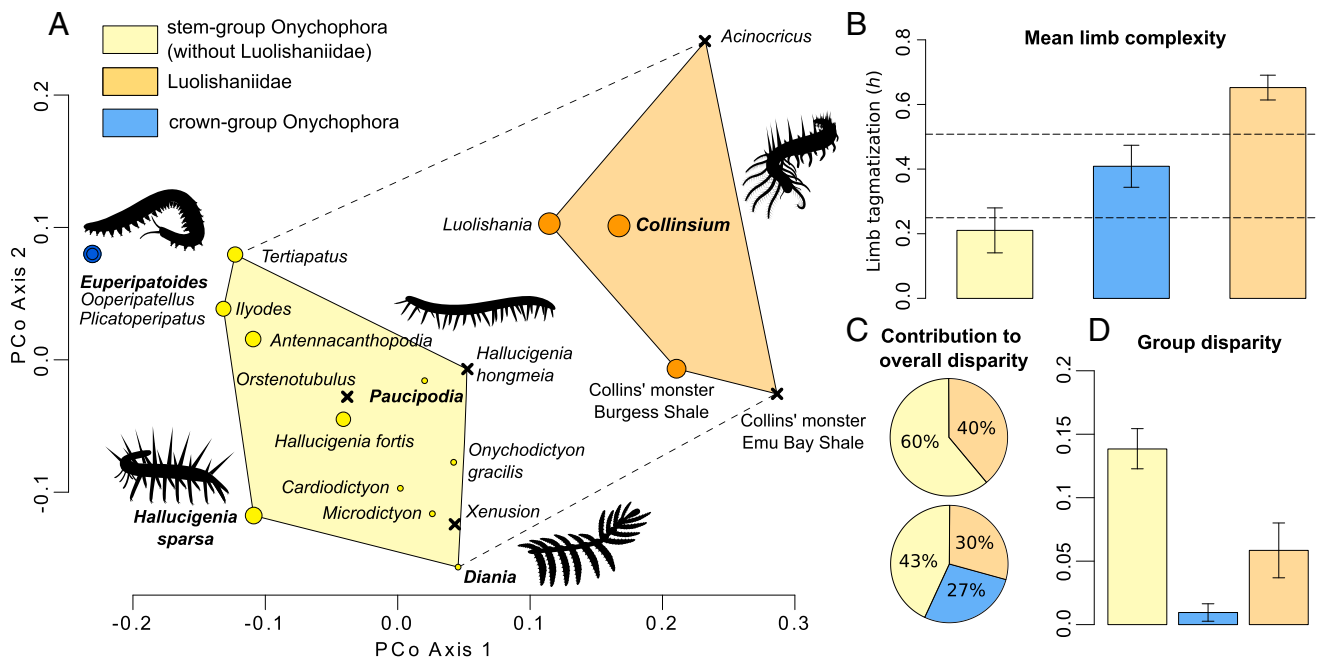 A
stem-group Onychophora
(without Luolishaniidae)
Luolishaniidae
crown-group Onychophora
PCo Axis 2
0.2
0.1
0.0
-0.1
-0.2
-0.1
0.0
0.1
0.2
0.3
PCo Axis 1
Acinocricus
Luolishania
Collinsium
Collins' monster
Burgess Shale
Collins' monster
Emu Bay Shale
Euperipatoides
Ooperipatellus
Plicatoperipatus
Tertiapatus
Ilyodes
Antennacanthopodia
Hallucigenia
hongmeia
Orstenotubulus
Paucipodia
Hallucigenia fortis
Onychodictyon
gracilis
Cardiodictyon
Microdictyon
Xenusion
Hallucigenia
sparsa
Diania
B
Mean limb complexity
Limb tagmatization (h)
0.8
0.6
0.4
0.2
0.0
C
Contribution to
overall disparity
60%
40%
43%
30%
27%
D
Group disparity
0.2
0.15
0.1
0.05
0.0